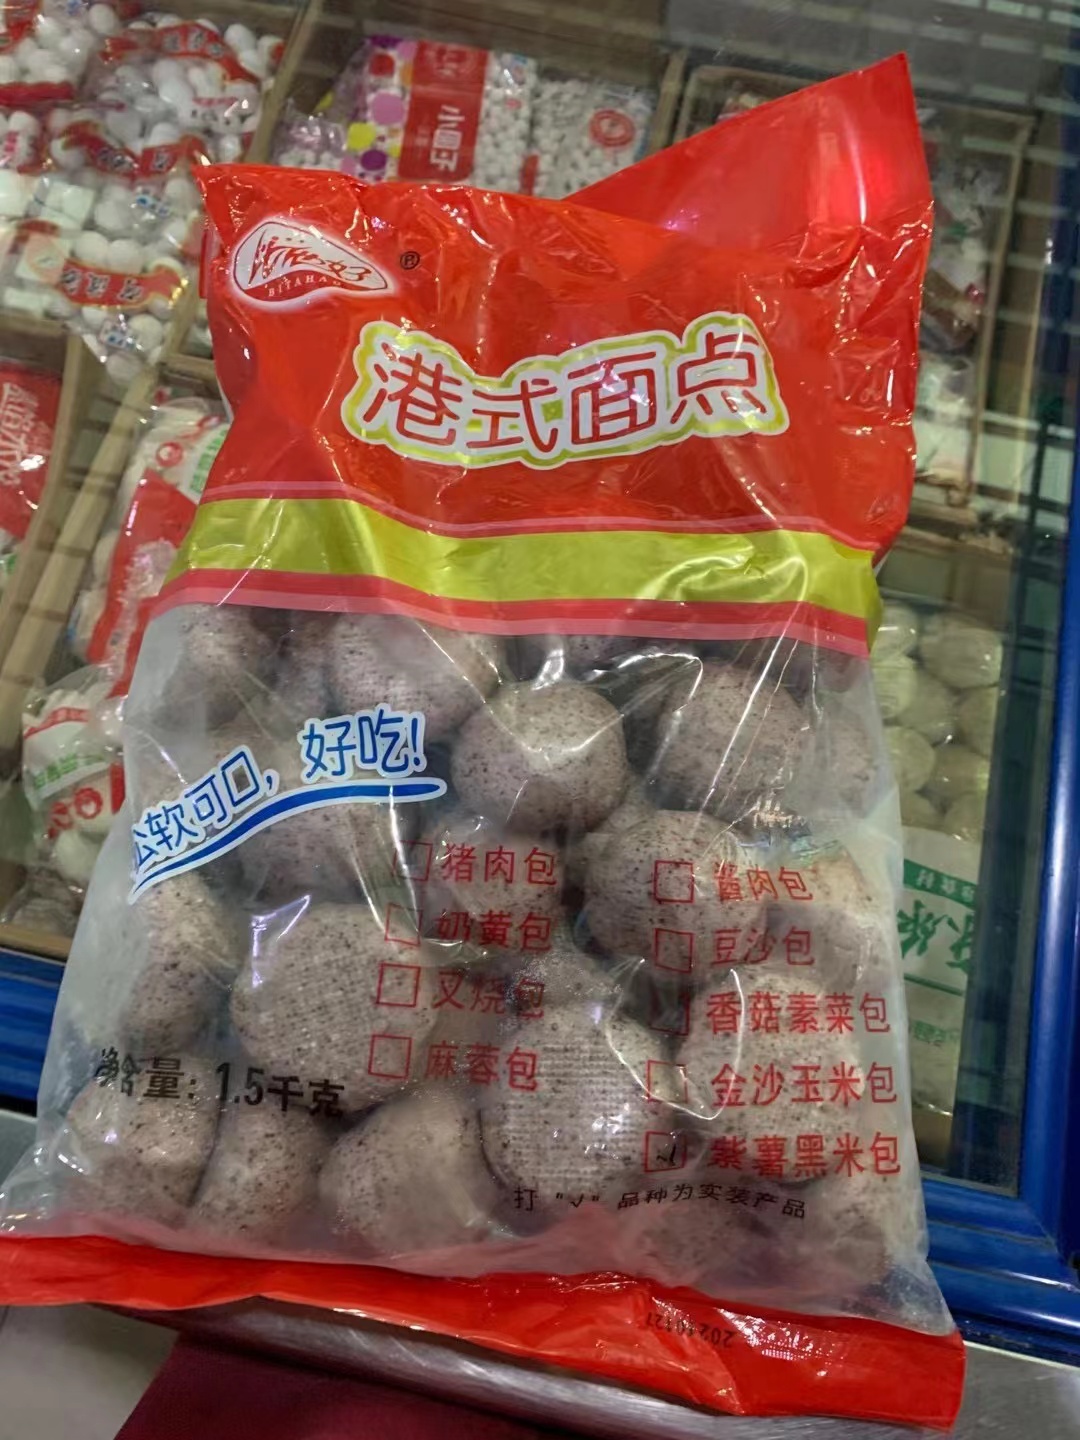 BITAHAO
®
港式面点
松软可口，好吃!
猪肉包
酱肉包
奶黄包
豆沙包
叉烧包
香菇素菜包
麻蓉包
金沙玉米包
紫薯黑米包
净含量：1.5千克
打 "√" 品种为实装产品